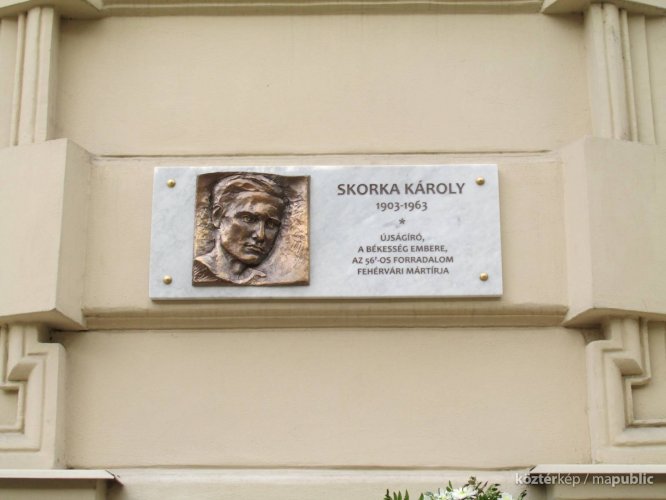 SKORKA KÁROLY
1903-1963
*
ÚJSÁGÍRÓ,
A BÉKESSÉG EMBERE,
AZ 56'-OS FORRADALOM
FEHÉRVÁRI MÁRTÍRJA
köztérkép / mapublic